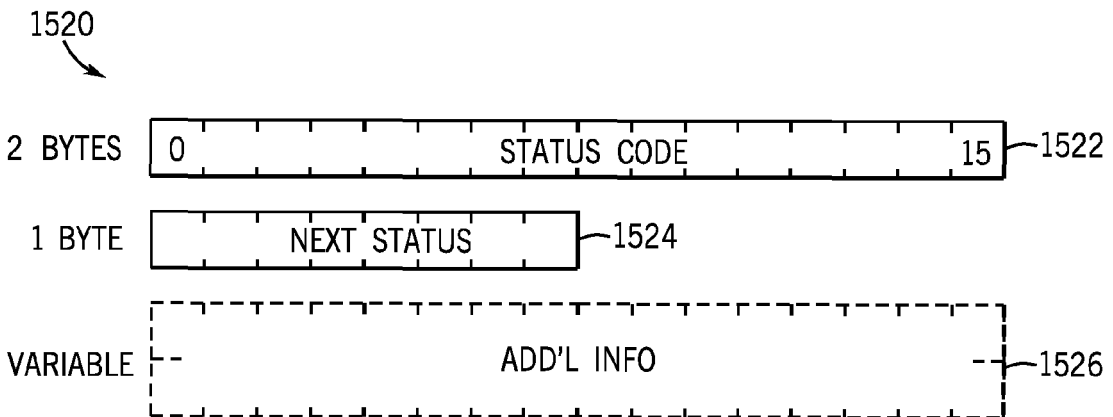 1520
2 BYTES 0 STATUS CODE 15 1522
1 BYTE NEXT STATUS 1524
VARIABLE ADD'L INFO 1526